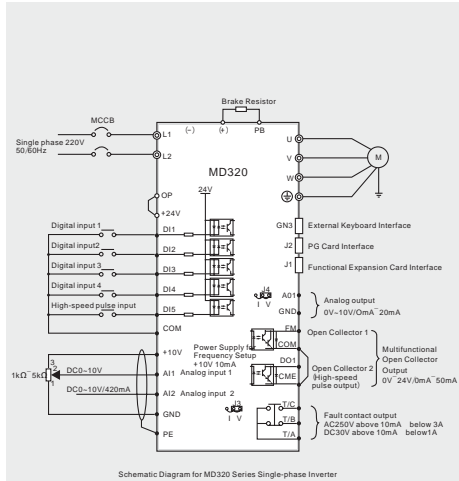 Brake Resistor
MCCB
(−) (+) PB
L1
Single phase 220V
50/60Hz
L2
U
V
W
M
MD320
OP
+24V
24V
Digital input 1
DI1
Digital input2
DI2
Digital input 3
DI3
Digital input 4
DI4
High-speed pulse input
DI5
COM
GN3 External Keyboard Interface
J2 PG Card Interface
J1 Functional Expansion Card Interface
J4
I V
A01
GND
Analog output
0V~10V/0mA¯20mA
FM Open Collector 1
COM
DO1
CME
Open Collector 2
(High-speed
pulse output)
Multifunctional
Open Collector
Output
0V¯24V/0mA¯50mA
Power Supply for
Frequency Setup
+10V 10mA
+10V
1kΩ¯5kΩ
3
2
1
DC0~10V
AI1 Analog input 1
DC0~10V/420mA
AI2 Analog input 2
J3
I V
GND
PE
T/C
T/B
T/A
Fault contact output
AC250V above 10mA below 3A
DC30V above 10mA below1A
Schematic Diagram for MD320 Series Single-phase Inverter